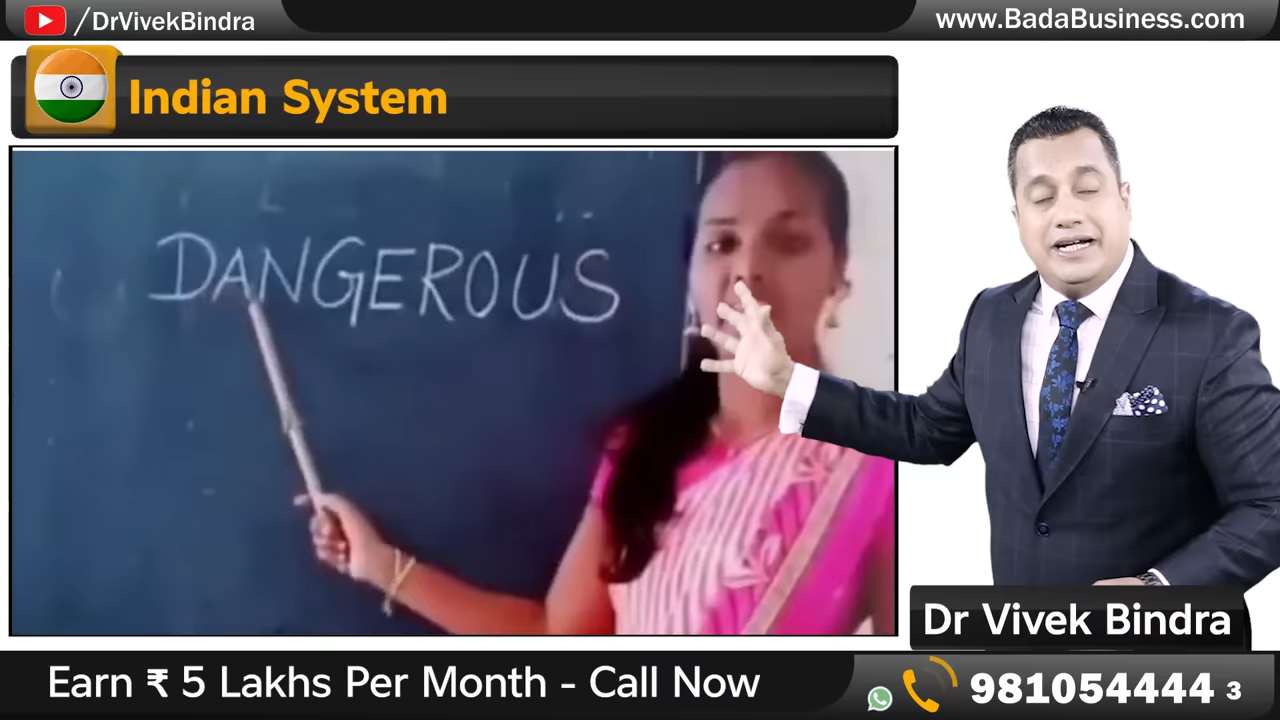 /DrVivekBindra
www.BadaBusiness.com
Indian System
DANGEROUS
Dr Vivek Bindra
Earn ₹ 5 Lakhs Per Month - Call Now
981054444 3